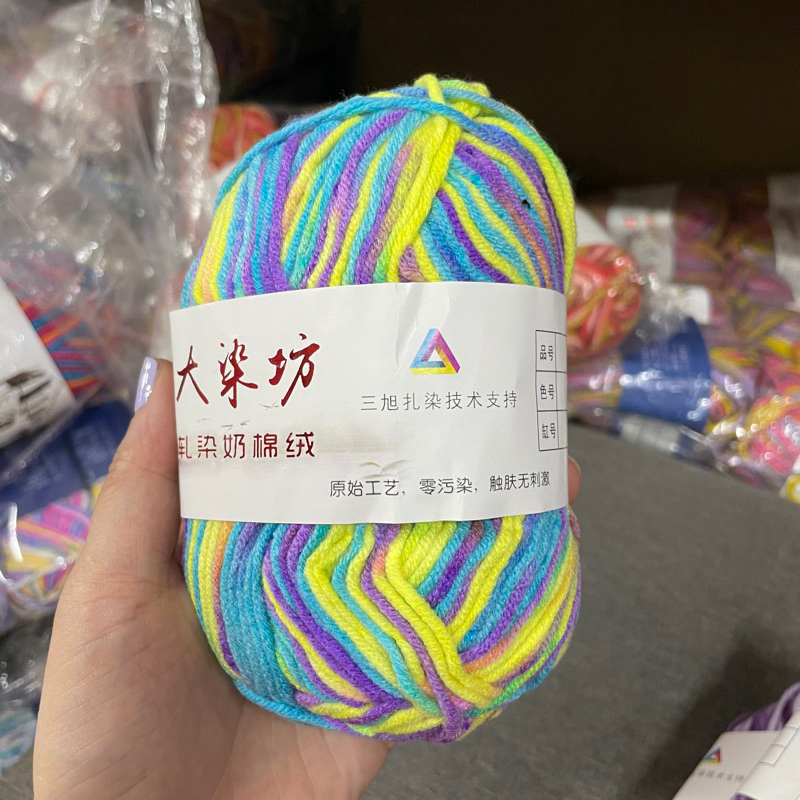 大染坊
轧染奶棉绒
三旭扎染技术支持
原始工艺，零污染，触肤无刺激
品号
色号
缸号